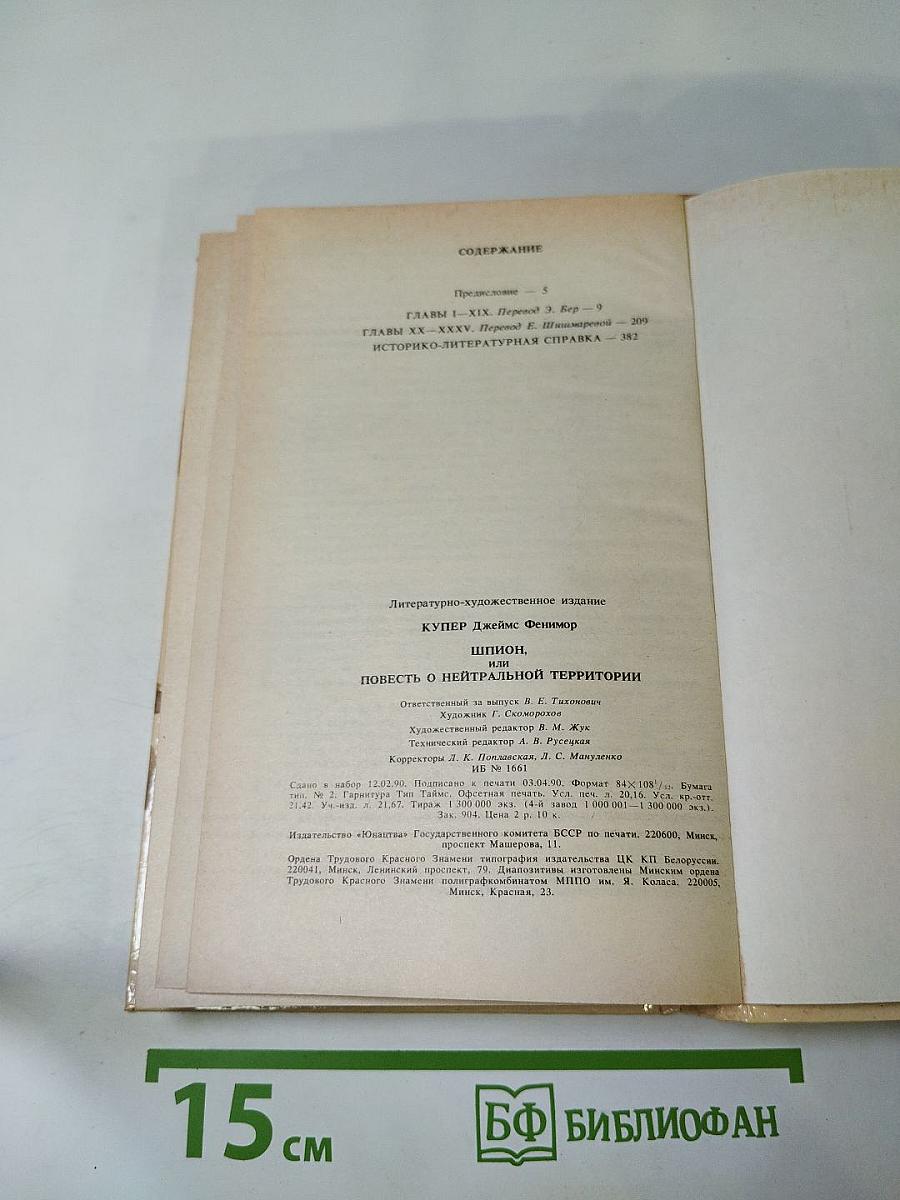 СОДЕРЖАНИЕ
Предисловие — 5
ГЛАВЫ I—XIX. Перевод Э. Бер — 9
ГЛАВЫ XX—XXXV. Перевод Е. Шишмаревой — 209
ИСТОРИКО-ЛИТЕРАТУРНАЯ СПРАВКА — 382
Литературно-художественное издание
КУПЕР Джеймс Фенимор
ШПИОН,
или
ПОВЕСТЬ О НЕЙТРАЛЬНОЙ ТЕРРИТОРИИ
Ответственный за выпуск В. Е. Тихонович
Художник Г. Скоморохов
Художественный редактор В. М. Жук
Технический редактор А. В. Русецкая
Корректоры Л. К. Поплавская, Л. С. Мануленко
ИБ № 1661
Сдано в набор 12.02.90. Подписано к печати 03.04.90. Формат 84×108¹/₃₂. Бумага
тип. № 2. Гарнитура Тип Таймс. Офсетная печать. Усл. печ. л. 20,16. Усл. кр.-отт.
21,42. Уч.-изд. л. 21,67. Тираж 1 300 000 экз. (4-й завод 1 000 001—1 300 000 экз.).
Зак. 904. Цена 2 р. 10 к.
Издательство «Юнацтва» Государственного комитета БССР по печати. 220600, Минск,
проспект Машерова, 11.
Ордена Трудового Красного Знамени типография издательства ЦК КП Белоруссии.
220041, Минск, Ленинский проспект, 79. Диапозитивы изготовлены Минским ордена
Трудового Красного Знамени полиграфкомбинатом МППО им. Я. Коласа. 220005,
Минск, Красная, 23.
15 см
БФ БИБЛИОФАН